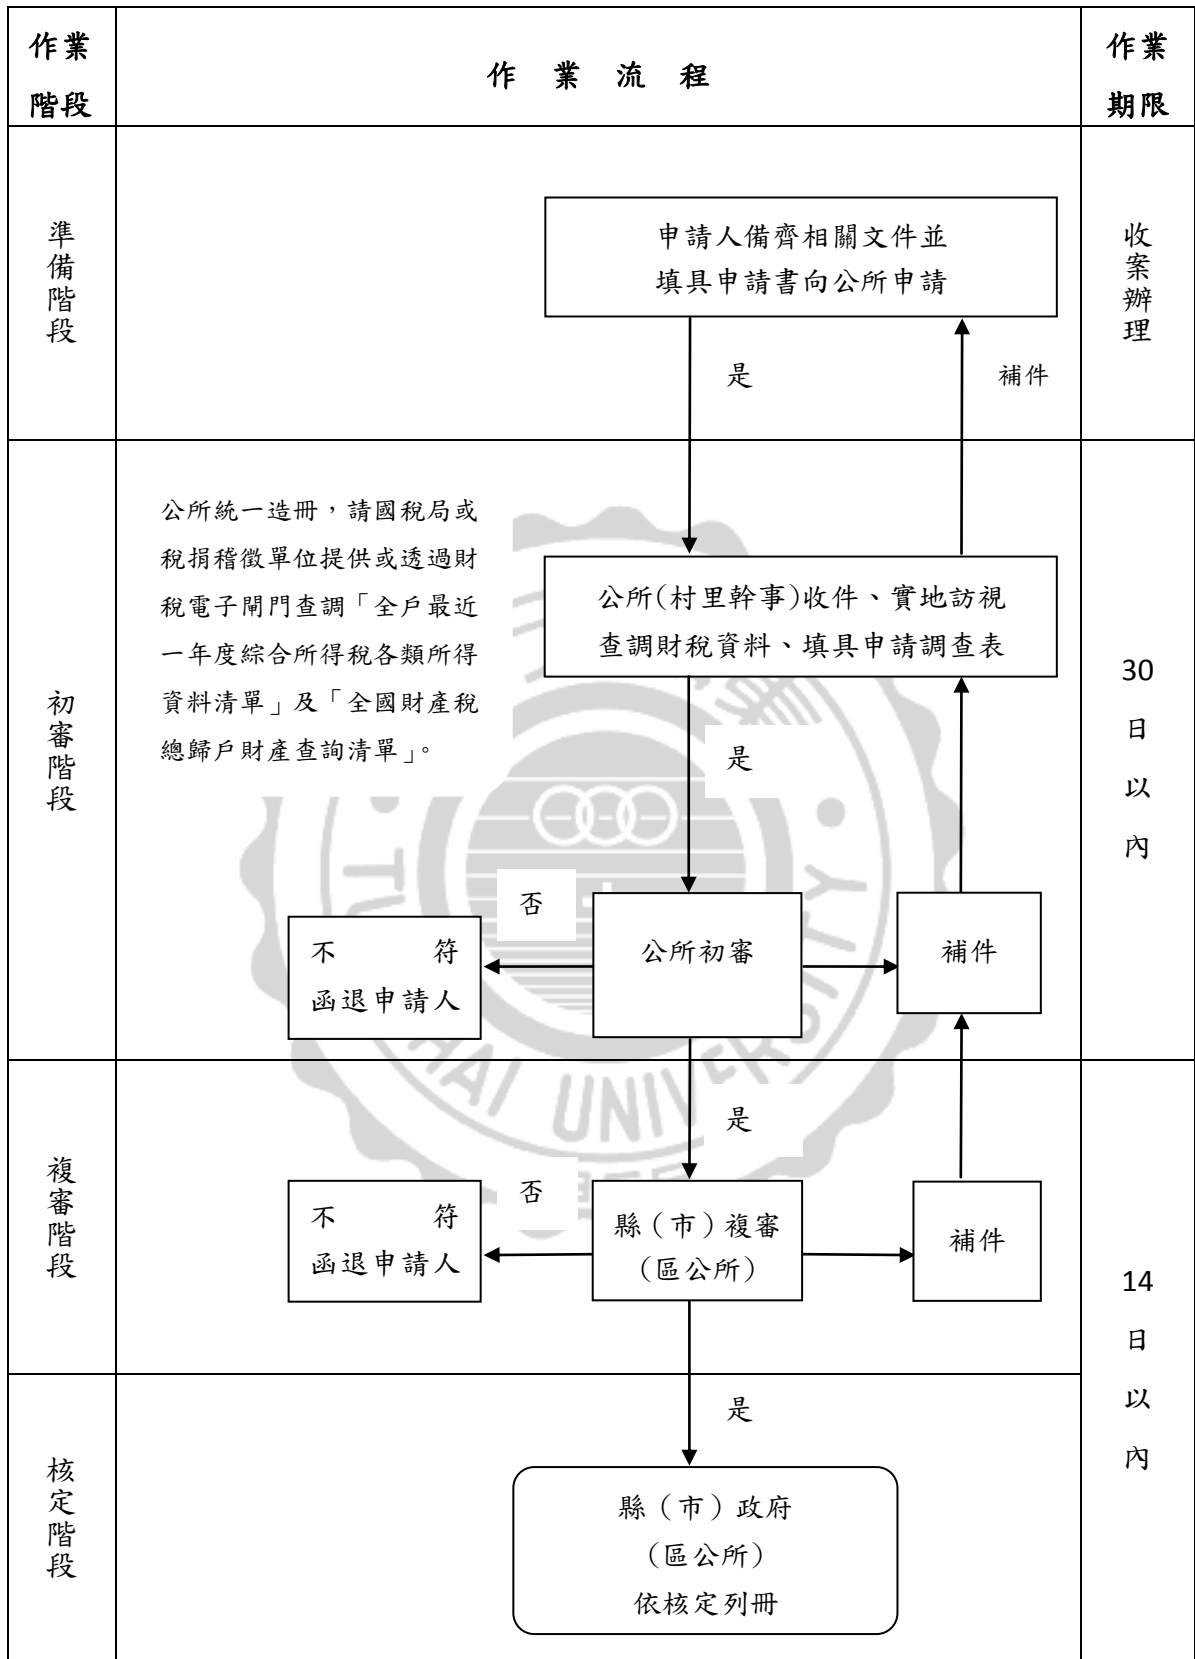 作業
階段
作業流程
作業
期限
準備階段
申請人備齊相關文件並
填具申請書向公所申請
收案辦理
是
補件
初審階段
公所統一造冊，請國稅局或
稅捐稽徵單位提供或透過財
稅電子閘門查調「全戶最近
一年度綜合所得稅各類所得
資料清單」及「全國財產稅
總歸戶財產查詢清單」。
公所(村里幹事)收件、實地訪視
查調財稅資料、填具申請調查表
30
日
以
內
是
否
不符
函退申請人
公所初審
補件
是
複審階段
否
不符
函退申請人
縣（市）複審
（區公所）
補件
14
日
以
內
是
核定階段
縣（市）政府
（區公所）
依核定列冊
HAI UNIVERSITY